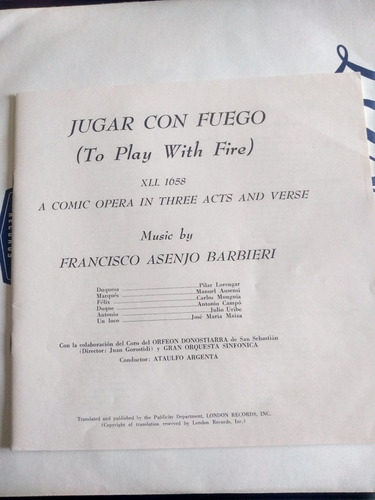 JUGAR CON FUEGO
(To Play With Fire)
XLL 1658
A COMIC OPERA IN THREE ACTS AND VERSE
Music by
FRANCISCO ASENJO BARBIERI
Duquesa Pilar Lorengar
Marqués Manuel Ausensi
Félix Carlos Munguia
Duque Antonio Campó
Antonio Julio Uribe
Un loco José Maria Maiza
Con la colaboración del Coro del ORFEON DONOSTIARRA de San Sebastián
(Director: Juan Gorostidi) y GRAN ORQUESTA SINFONICA
Conductor: ATAULFO ARGENTA
Translated and published by the Publicity Department, LONDON RECORDS, INC.
(Copyright of translation reserved by London Records, Inc.)